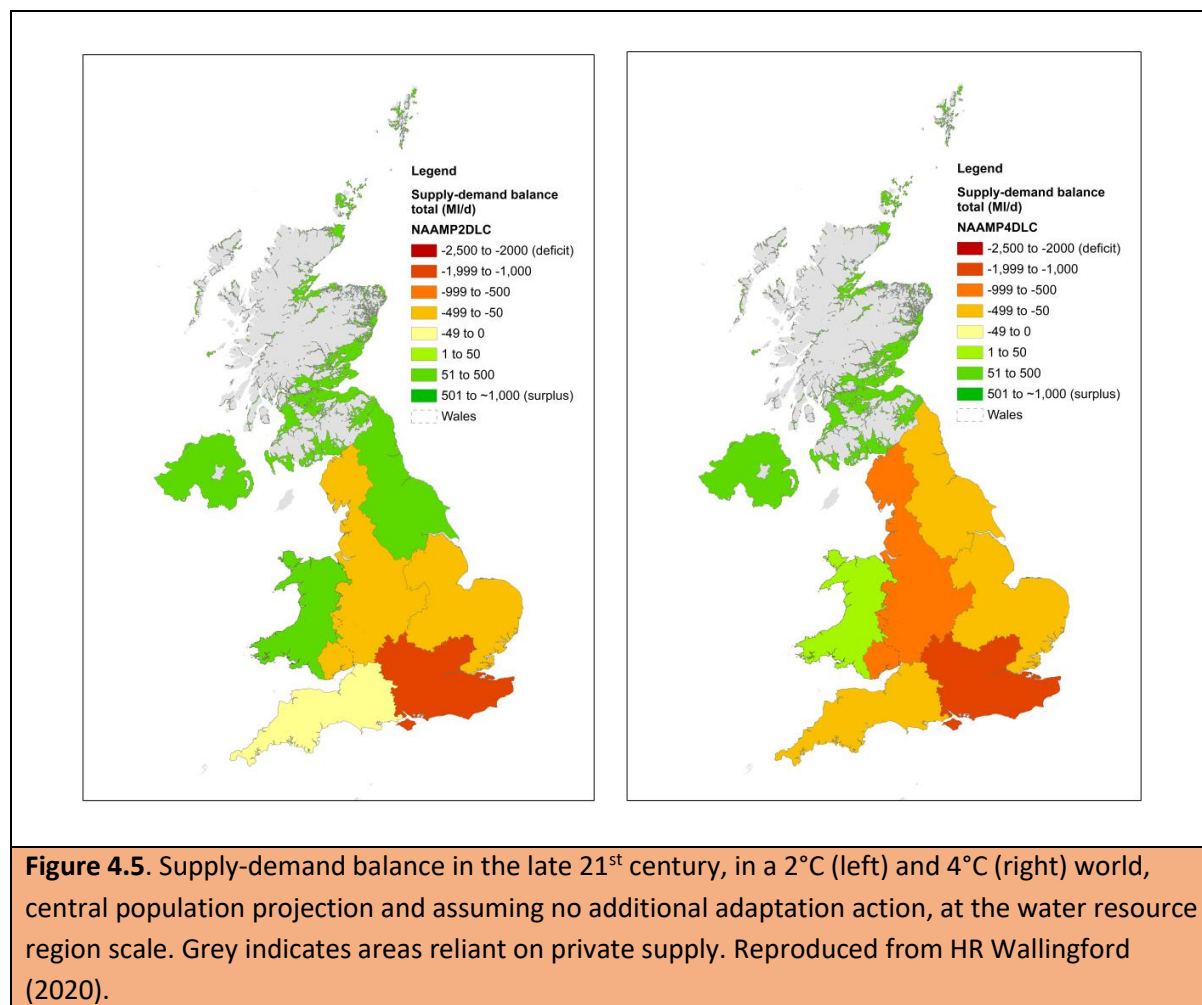 Legend
Supply-demand balance
total (Ml/d)
NAAMP2DLC
-2,500 to -2000 (deficit)
-1,999 to -1,000
-999 to -500
-499 to -50
-49 to 0
1 to 50
51 to 500
501 to ~1,000 (surplus)
Wales
Legend
Supply-demand balance
total (Ml/d)
NAAMP4DLC
-2,500 to -2000 (deficit)
-1,999 to -1,000
-999 to -500
-499 to -50
-49 to 0
1 to 50
51 to 500
501 to ~1,000 (surplus)
Wales
Figure 4.5. Supply-demand balance in the late 21st century, in a 2°C (left) and 4°C (right) world,
central population projection and assuming no additional adaptation action, at the water resource
region scale. Grey indicates areas reliant on private supply. Reproduced from HR Wallingford
(2020).